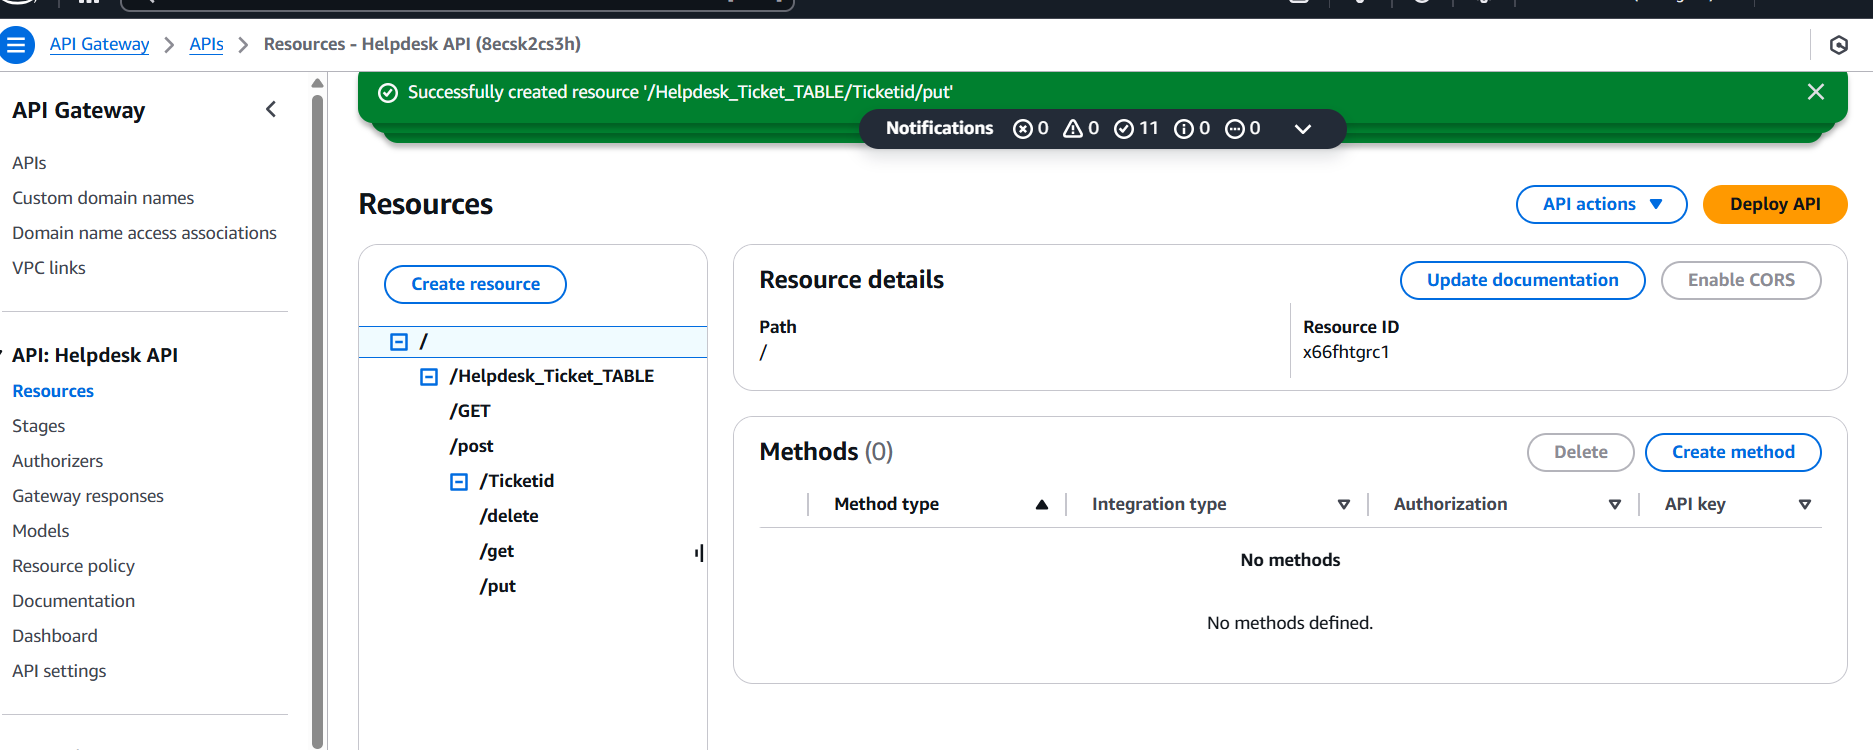 API Gateway > APIs > Resources - Helpdesk API (8ecsk2cs3h)
API Gateway
APIs
Custom domain names
Domain name access associations
VPC links
API: Helpdesk API
Resources
Stages
Authorizers
Gateway responses
Models
Resource policy
Documentation
Dashboard
API settings
Successfully created resource '/Helpdesk_Ticket_TABLE/Ticketid/put'
Notifications 0 0 11 0 0
Resources
API actions
Deploy API
Create resource
/
/Helpdesk_Ticket_TABLE
/GET
/post
/Ticketid
/delete
/get
/put
Resource details
Update documentation
Enable CORS
Path
/
Resource ID
x66fhtgrc1
Methods (0)
Delete
Create method
Method type Integration type Authorization API key
No methods
No methods defined.